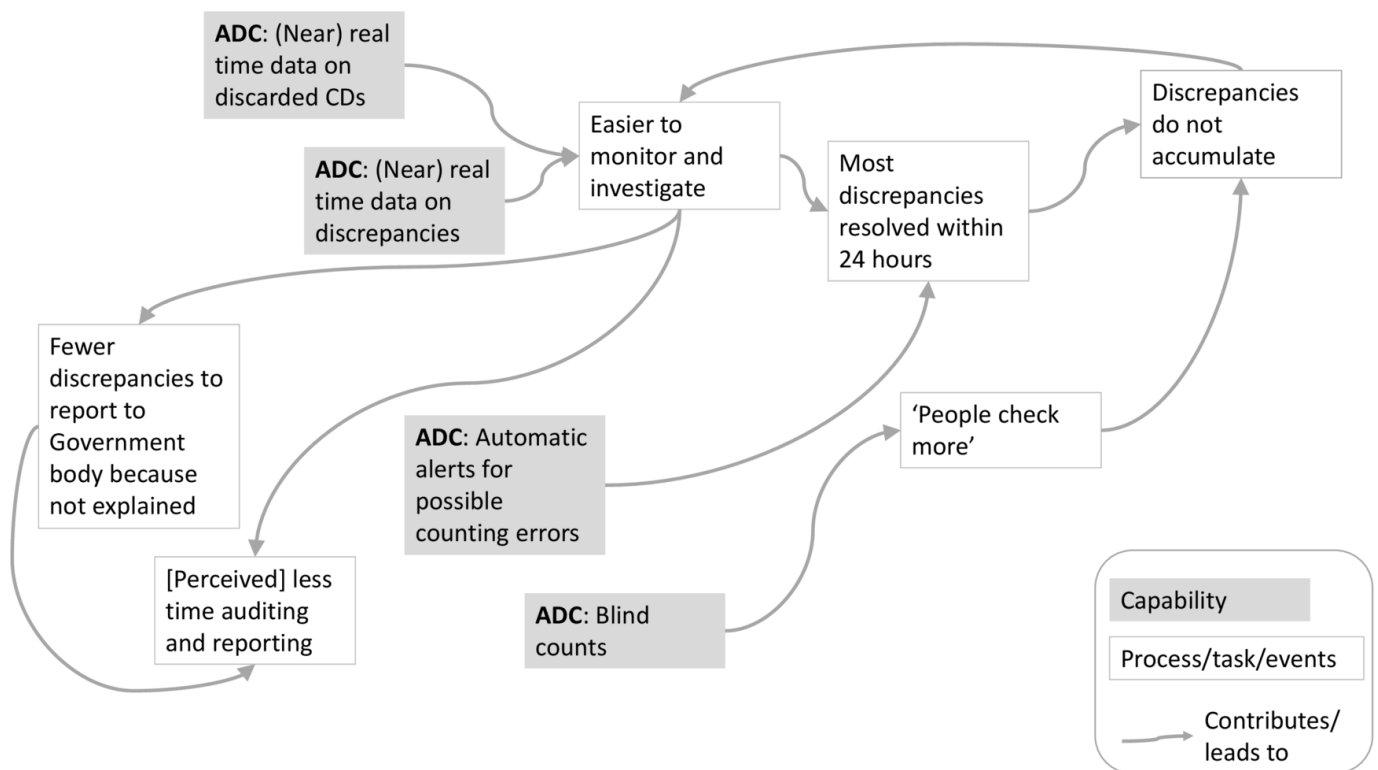 ADC: (Near) real
time data on
discarded CDs
ADC: (Near) real
time data on
discrepancies
Easier to
monitor and
investigate
Most
discrepancies
resolved within
24 hours
Discrepancies
do not
accumulate
Fewer
discrepancies to
report to
Government
body because
not explained
[Perceived] less
time auditing
and reporting
ADC: Automatic
alerts for
possible
counting errors
‘People check
more’
ADC: Blind
counts
Capability
Process/task/events
Contributes/
leads to